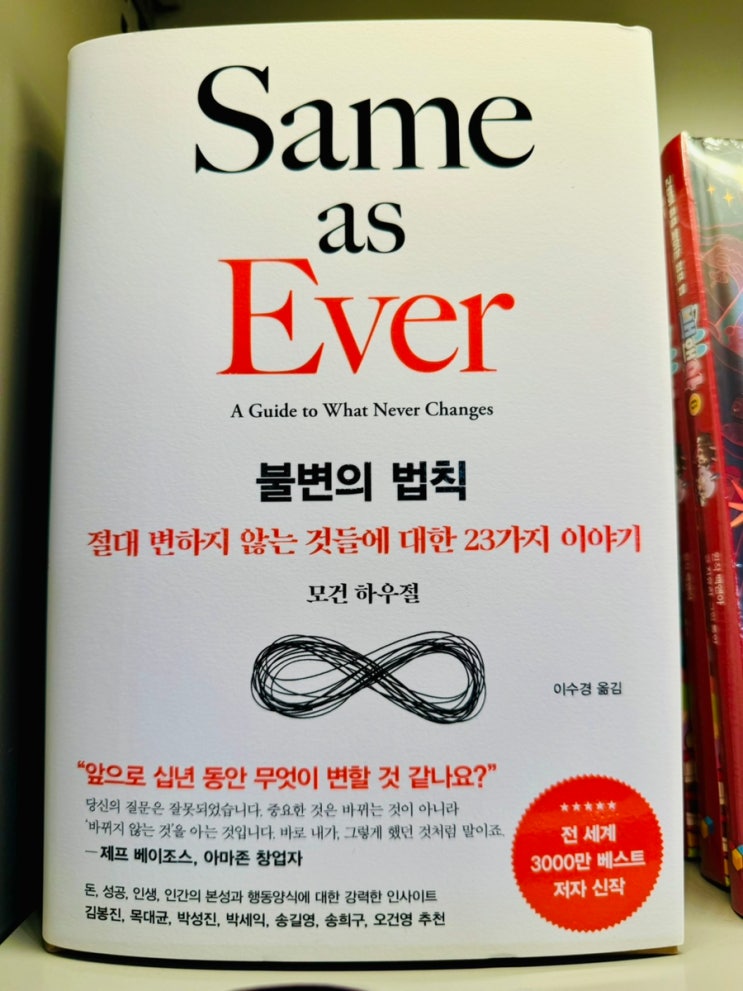 Same
as
Ever
A Guide to What Never Changes
불변의 법칙
절대 변하지 않는 것들에 대한 23가지 이야기
모건 하우절
이수경 옮김
“앞으로 십년 동안 무엇이 변할 것 같나요?”
당신의 질문은 잘못되었습니다. 중요한 것은 바뀌는 것이 아니라
‘바뀌지 않는 것’을 아는 것입니다. 바로 내가, 그렇게 했던 것처럼 말이죠.
—제프 베이조스, 아마존 창업자
돈, 성공, 인생, 인간의 본성과 행동양식에 대한 강력한 인사이트
김봉진, 목대균, 박성진, 박세익, 송길영, 송희구, 오건영 추천
★★★★★
전 세계
3000만 베스트
저자 신작